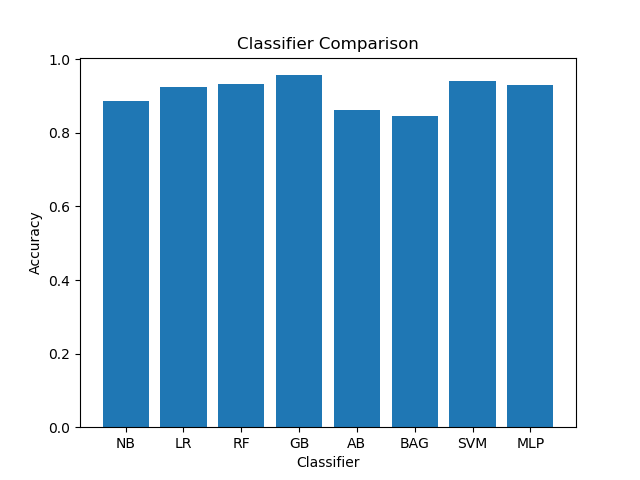 Classifier Comparison
1.0
0.8
0.6
0.4
0.2
0.0
Accuracy
NB LR RF GB AB BAG SVM MLP
Classifier